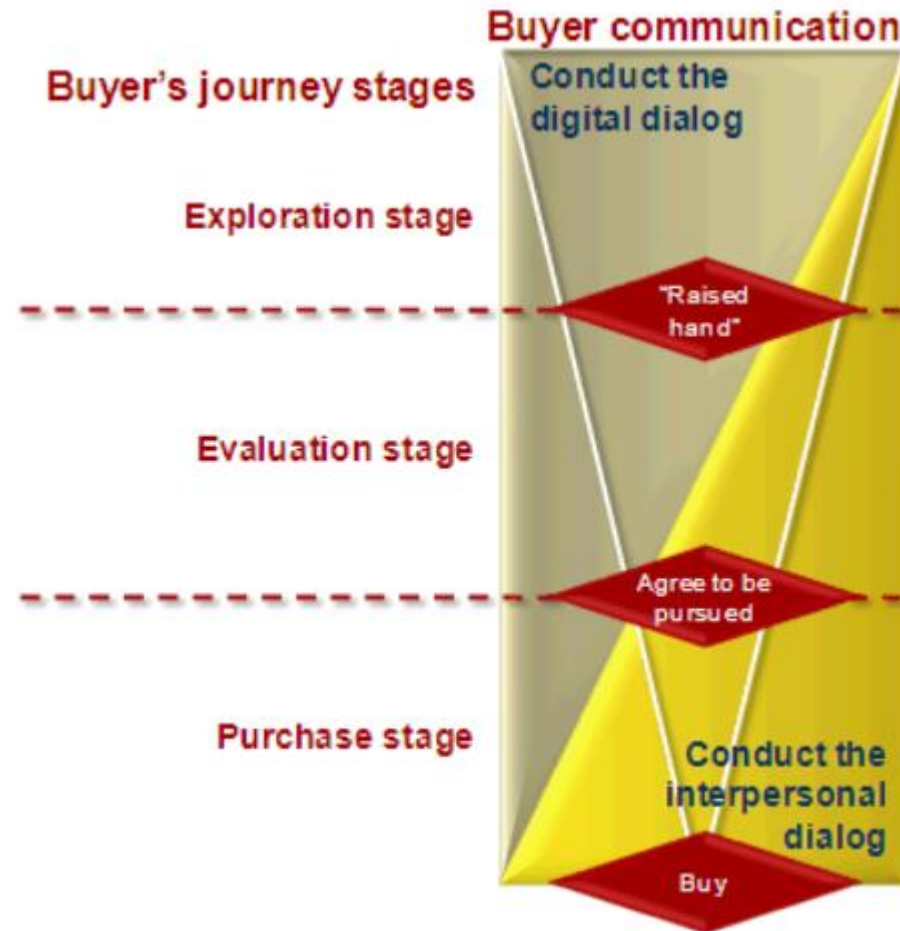 Buyer communication
Buyer's journey stages
Conduct the
digital dialog
Exploration stage
"Raised
hand"
Evaluation stage
Agree to be
pursued
Purchase stage
Conduct the
interpersonal
dialog
Buy